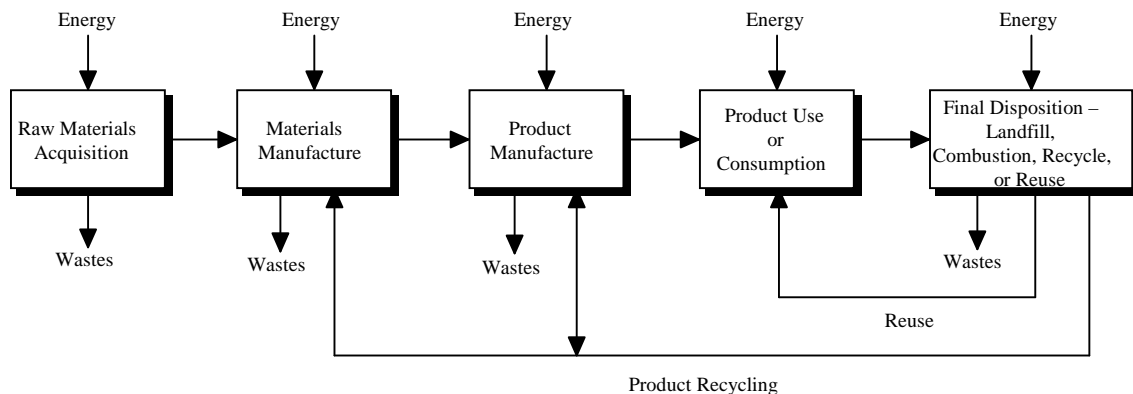 Energy
Energy
Energy
Energy
Energy
Raw Materials
Acquisition
Materials
Manufacture
Product
Manufacture
Product Use
or
Consumption
Final Disposition –
Landfill,
Combustion, Recycle,
or Reuse
Wastes
Wastes
Wastes
Wastes
Reuse
Product Recycling